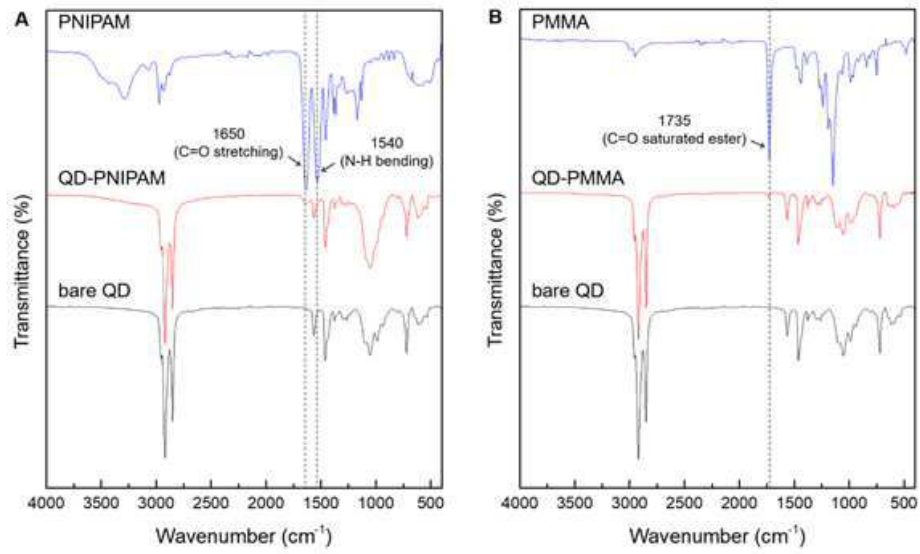 A
PNIPAM
1650
(C=O stretching)
1540
(N-H bending)
QD-PNIPAM
bare QD
Transmittance (%)
4000 3500 3000 2500 2000 1500 1000 500
Wavenumber (cm-1)
B
PMMA
1735
(C=O saturated ester)
QD-PMMA
bare QD
Transmittance (%)
4000 3500 3000 2500 2000 1500 1000 500
Wavenumber (cm-1)